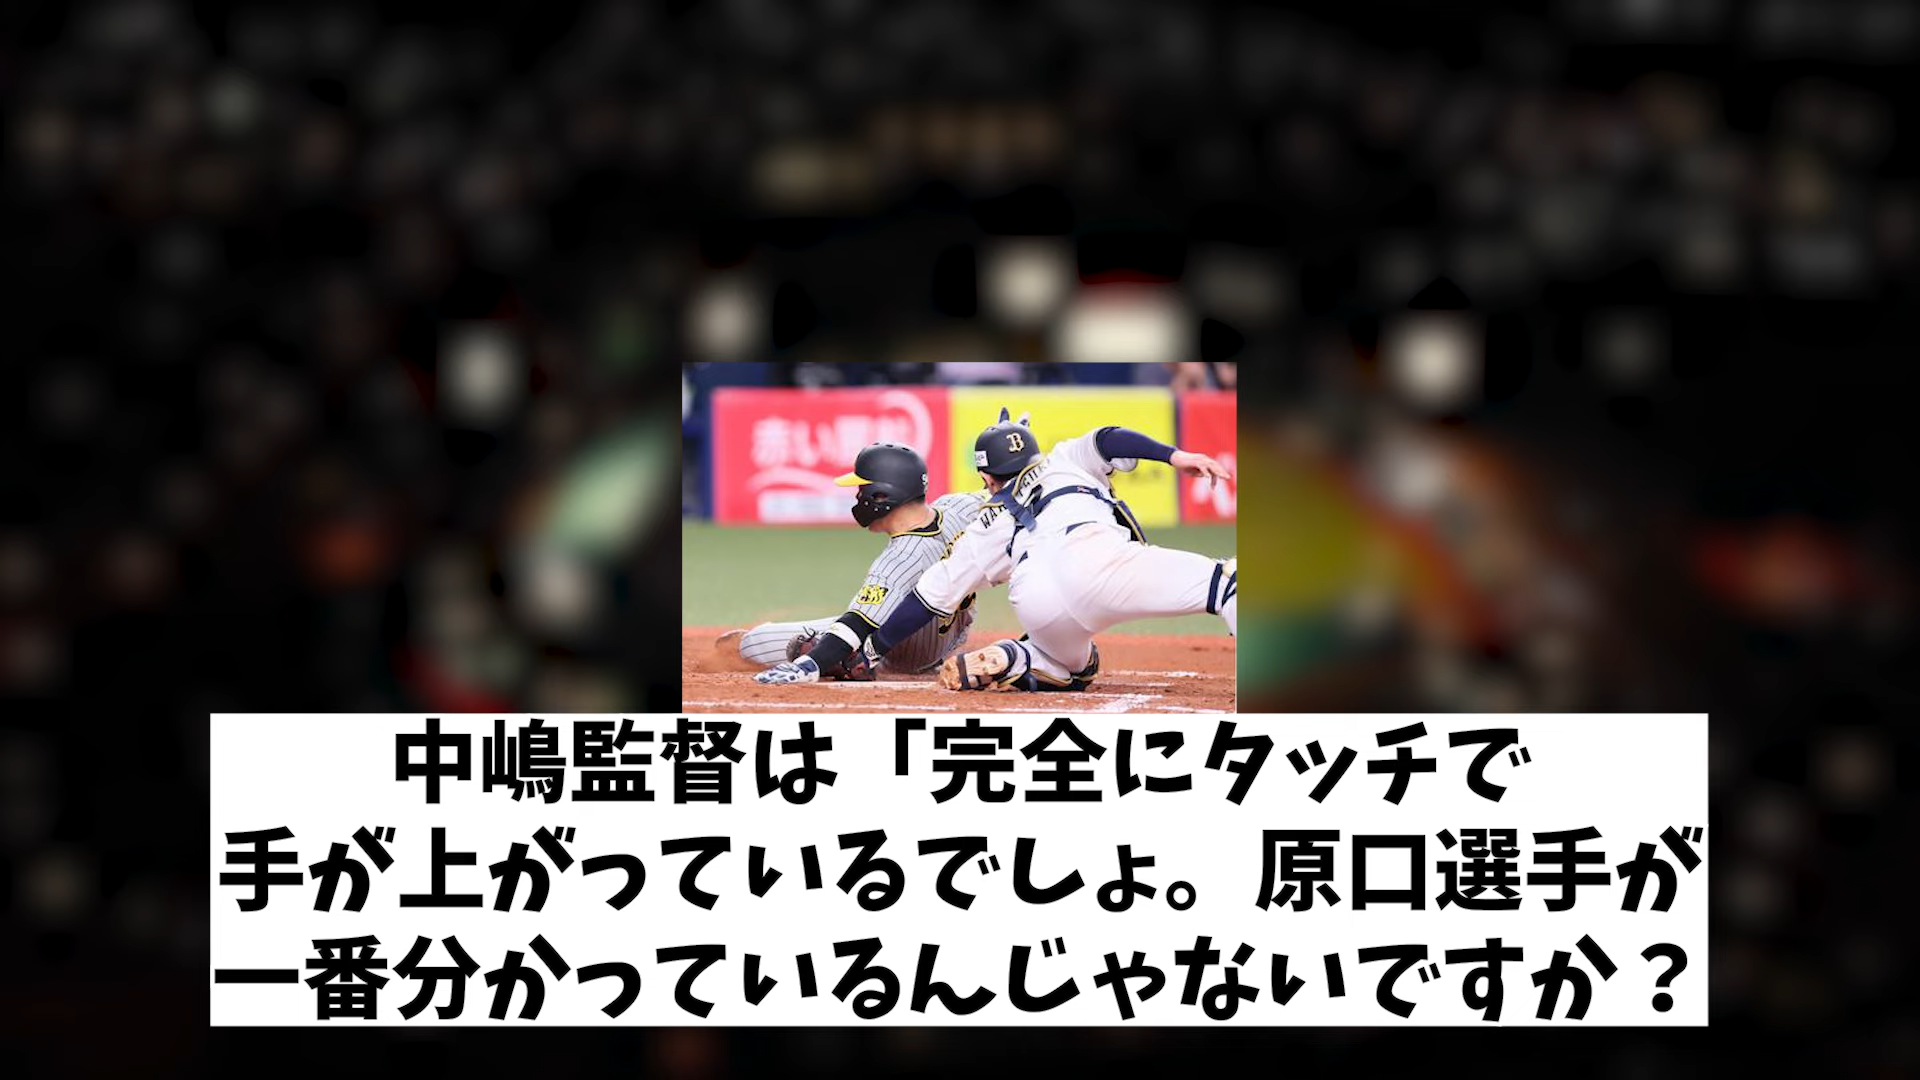 赤い
B
中嶋監督は「完全にタッチで
手が上がっているでしょ。原口選手が
一番分かっているんじゃないですか？